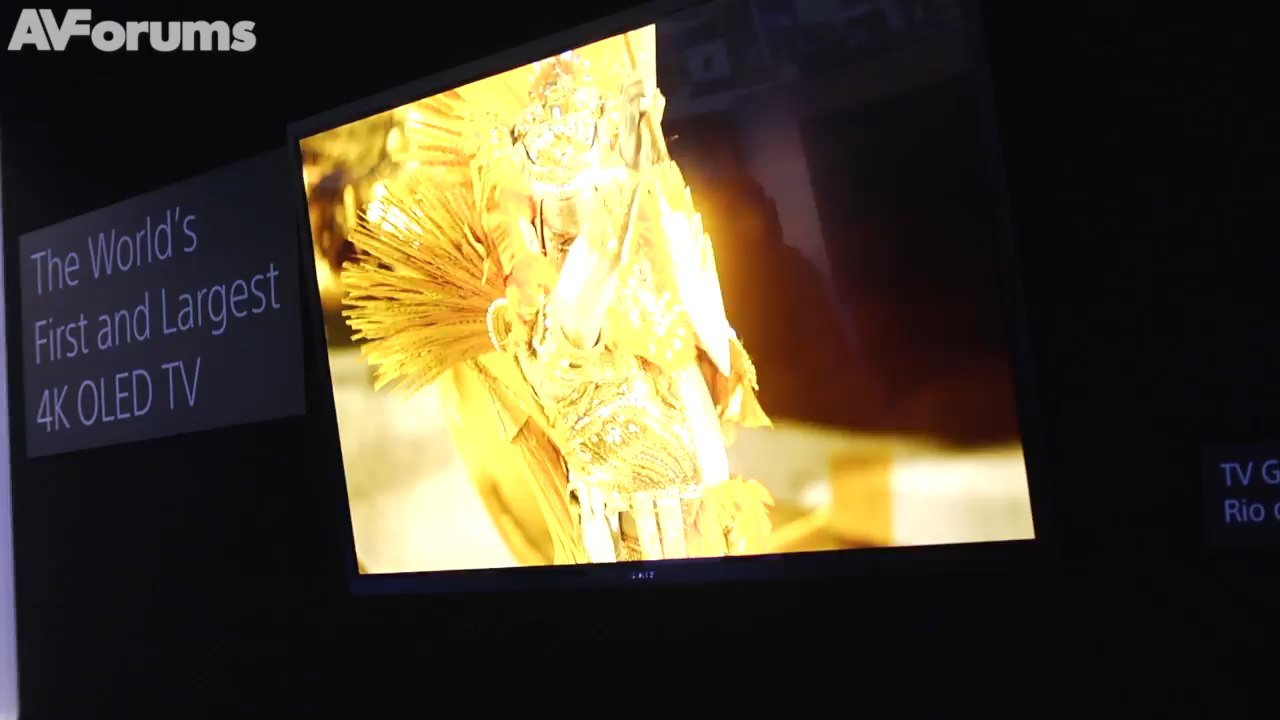 AVForums
The World's
First and Largest
4K OLED TV
TV G
Rio